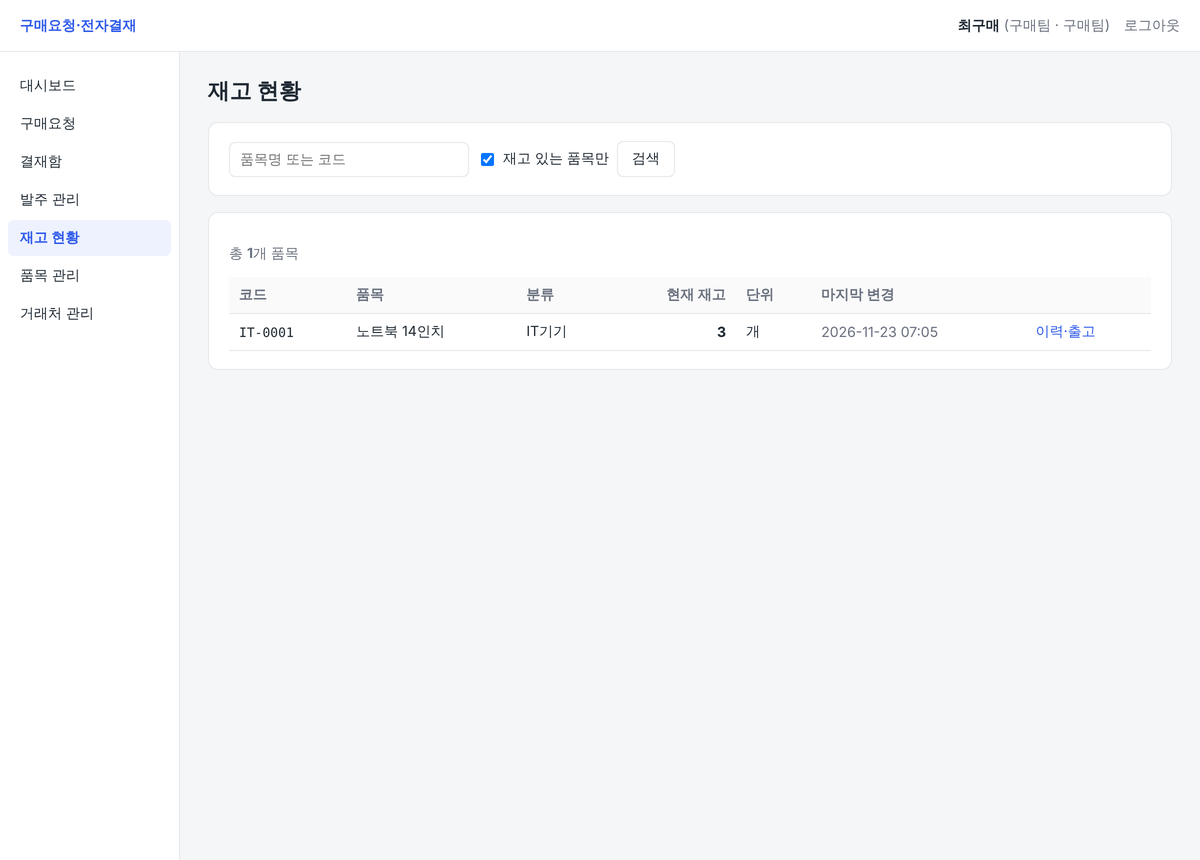 구매요청·전자결재
최구매 (구매팀 · 구매팀) 로그아웃
대시보드
구매요청
결재함
발주 관리
재고 현황
품목 관리
거래처 관리
재고 현황
품목명 또는 코드 재고 있는 품목만 검색
총 1개 품목
코드 품목 분류 현재 재고 단위 마지막 변경
IT-0001 노트북 14인치 IT기기 3 개 2026-11-23 07:05 이력·출고